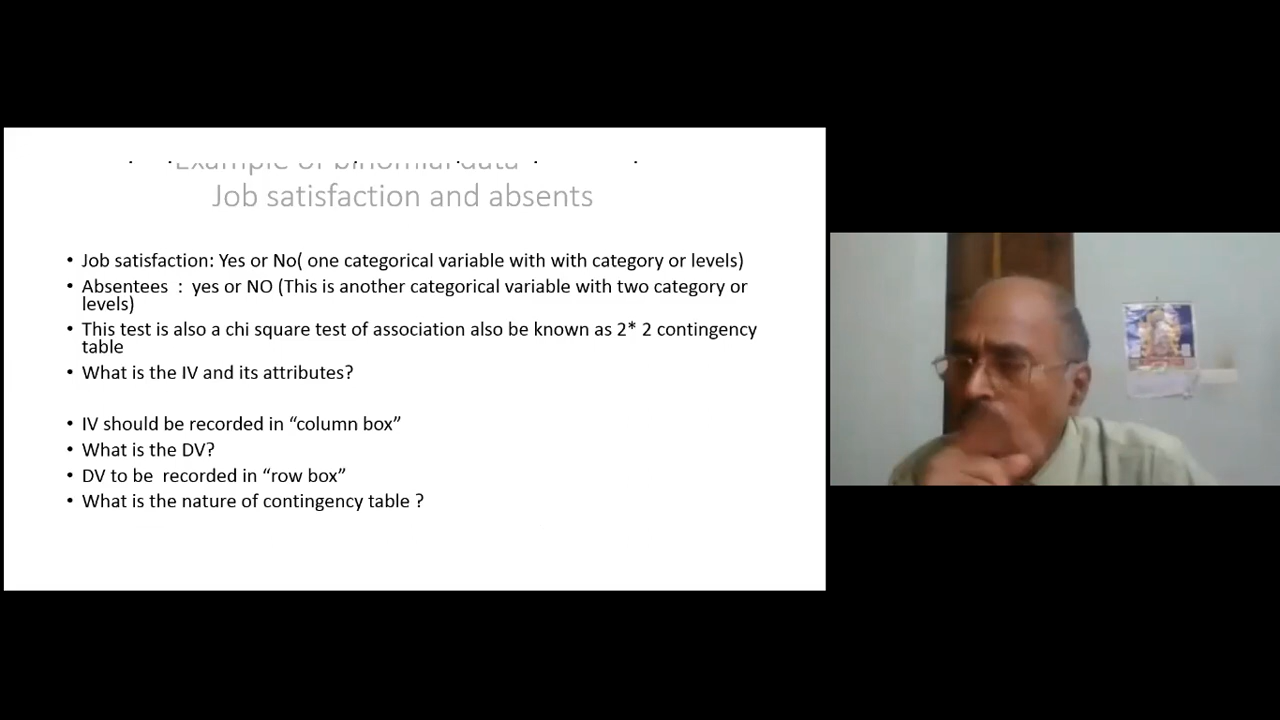 Example of binomial data
Job satisfaction and absents
• Job satisfaction: Yes or No( one categorical variable with with category or levels)
• Absentees : yes or NO (This is another categorical variable with two category or
levels)
• This test is also a chi square test of association also be known as 2* 2 contingency
table
• What is the IV and its attributes?
• IV should be recorded in “column box”
• What is the DV?
• DV to be recorded in “row box”
• What is the nature of contingency table ?